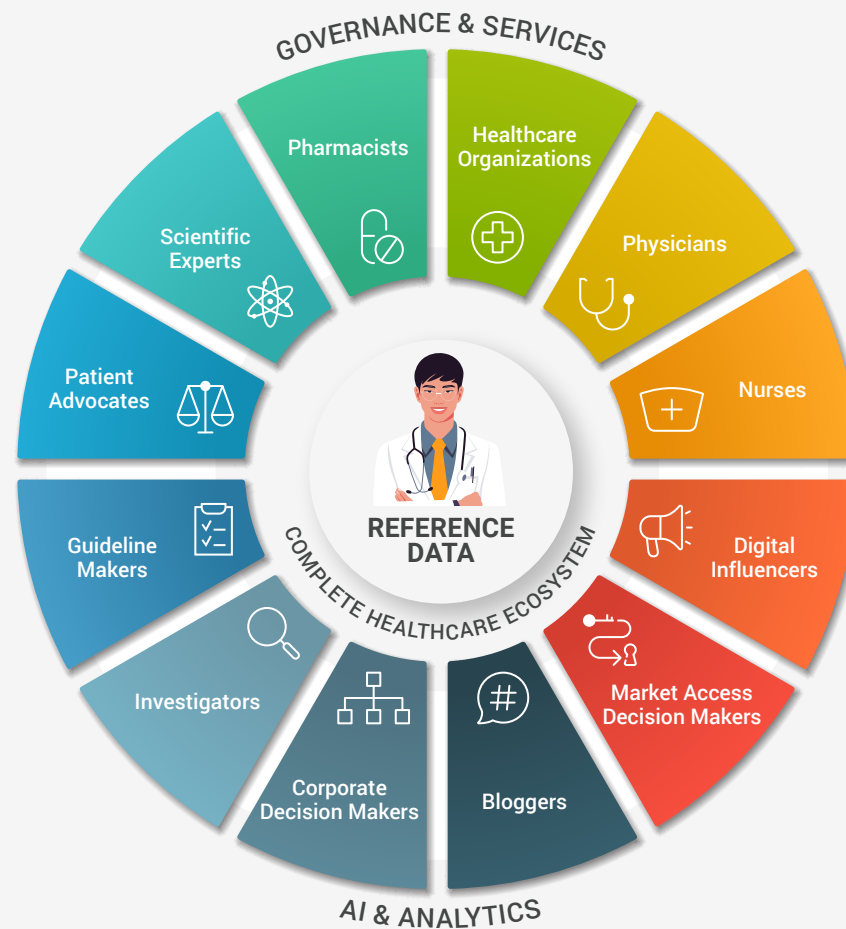 GOVERNANCE & SERVICES
Pharmacists
Healthcare
Organizations
Physicians
Nurses
Digital
Influencers
Market Access
Decision Makers
Bloggers
Corporate
Decision Makers
Investigators
Guideline
Makers
Patient
Advocates
Scientific
Experts
REFERENCE
DATA
COMPLETE HEALTHCARE ECOSYSTEM
AI & ANALYTICS